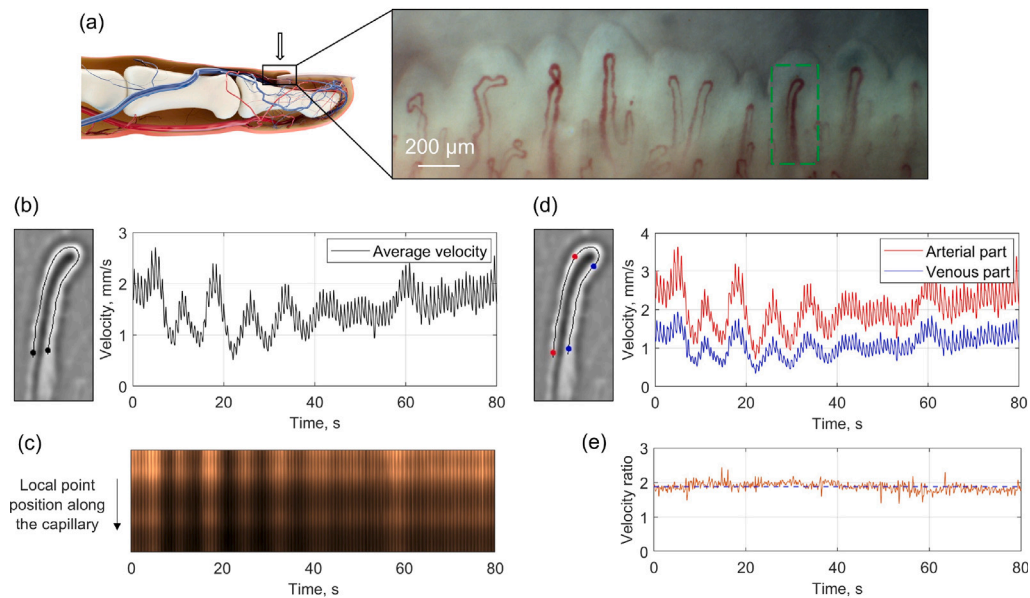 (a)
200 µm
(b)
Velocity, mm/s
3
2
1
0
Average velocity
0 20 40 60 80
Time, s
(c)
Local point
position along
the capillary
0 20 40 60 80
Time, s
(d)
Velocity, mm/s
4
3
2
1
0
Arterial part
Venous part
0 20 40 60 80
Time, s
(e)
Velocity ratio
3
2
1
0
0 20 40 60 80
Time, s